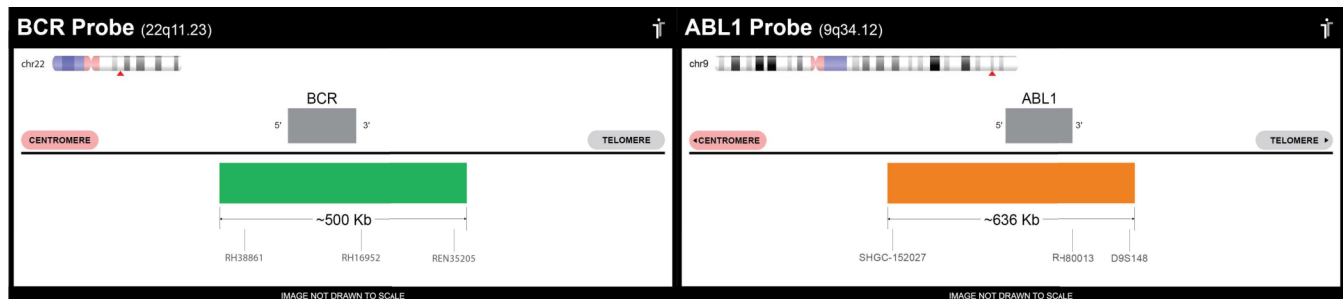 BCR Probe (22q11.23)
chr22
BCR
5' 3'
CENTROMERE
TELOMERE
~500 Kb
RH38861
RH16952
REN35205
IMAGE NOT DRAWN TO SCALE
ABL1 Probe (9q34.12)
chr9
ABL1
5' 3'
CENTROMERE
TELOMERE
~636 Kb
SHGC-152027
RH80013
D9S148
IMAGE NOT DRAWN TO SCALE